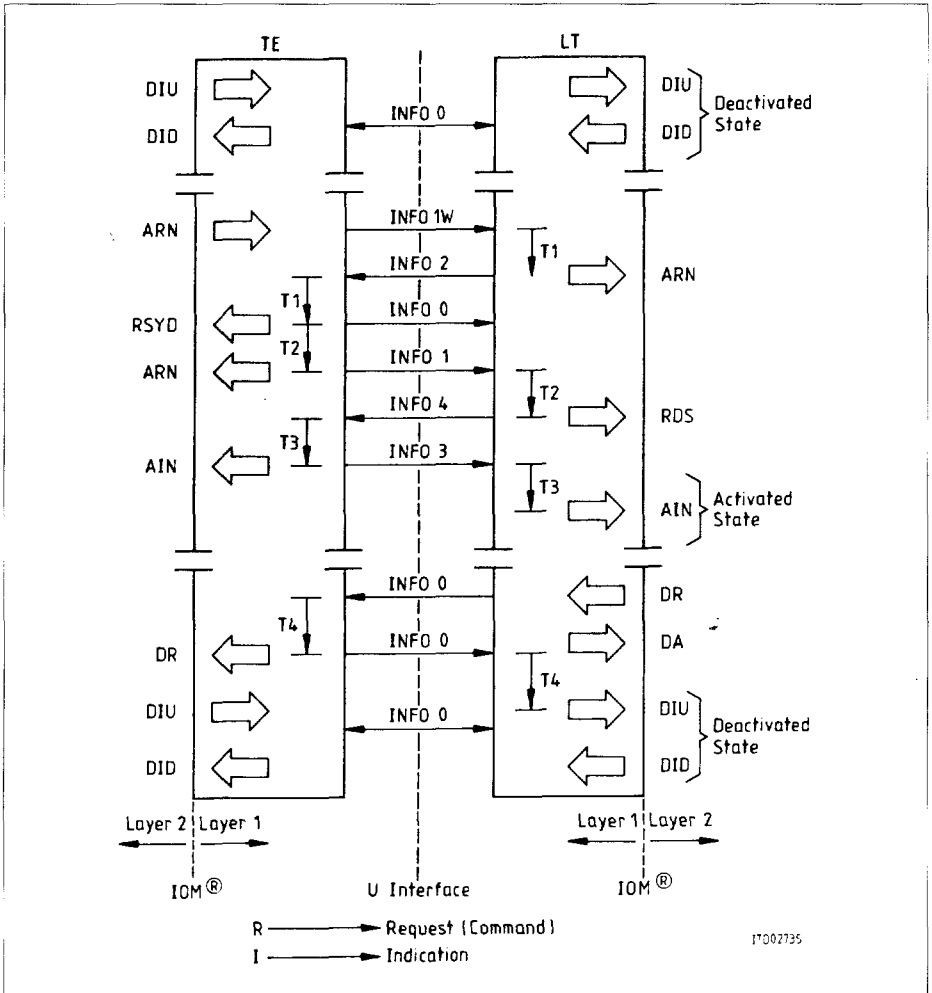 TE
LT
DIU
DID
INFO 0
DIU
DID
Deactivated
State
ARN
INFO 1W
T1
ARN
INFO 2
T1
RSYD
INFO 0
T2
ARN
INFO 1
T2
INFO 4
RDS
T3
AIN
INFO 3
T3
AIN
Activated
State
INFO 0
DR
T4
DA
DR
INFO 0
T4
DIU
INFO 0
DIU
DID
DID
Deactivated
State
Layer 2 Layer 1
Layer 1 Layer 2
IOM®
U Interface
IOM®
R Request (Command)
I Indication
IT002735